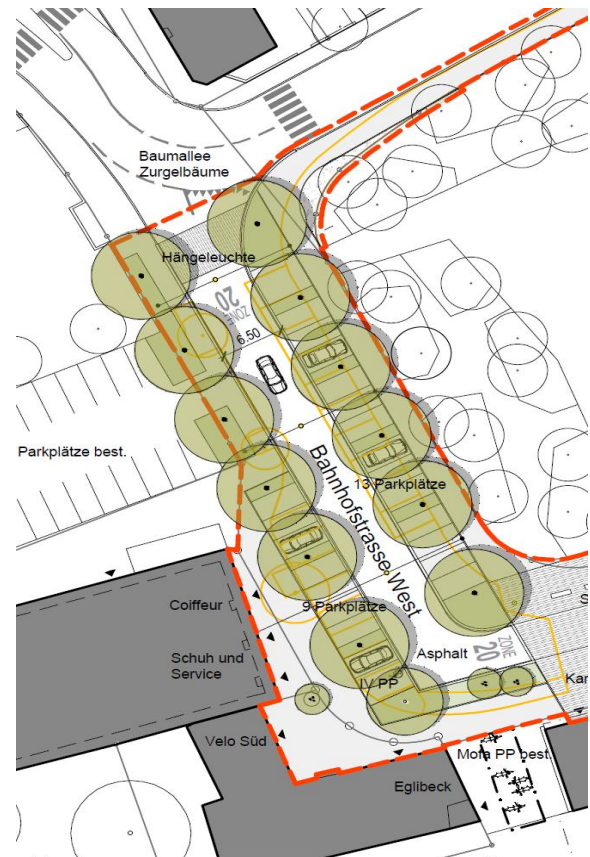 Baumallee
Zurgelbäume
Hängeleuchte
ZONE
20
6.50
Parkplätze best.
Bahnhofstrasse West
13 Parkplätze
Coiffeur
9 Parkplätze
Schuh und
Service
Asphalt
ZONE
20
IV PP
Velo Süd
Mofa PP best.
Eglibeck